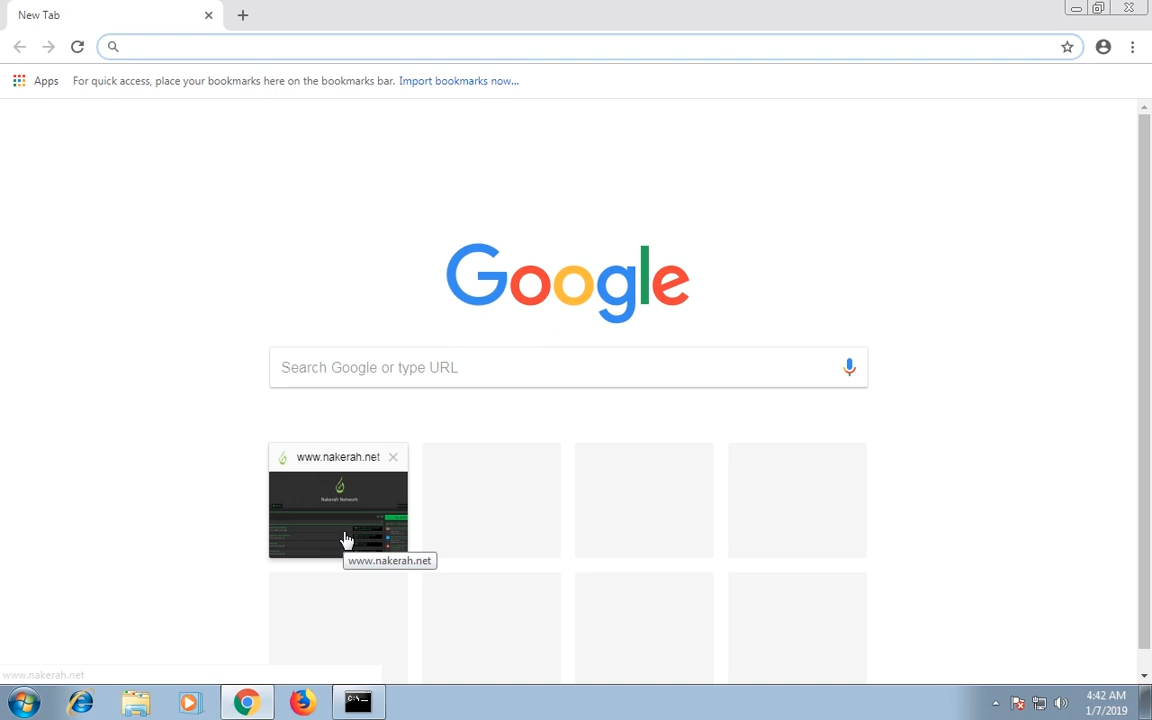 New Tab
Apps For quick access, place your bookmarks here on the bookmarks bar. Import bookmarks now...
Google
Search Google or type URL
www.nakerah.net
Nakerah Network
www.nakerah.net
www.nakerah.net
4:42 AM
1/7/2019